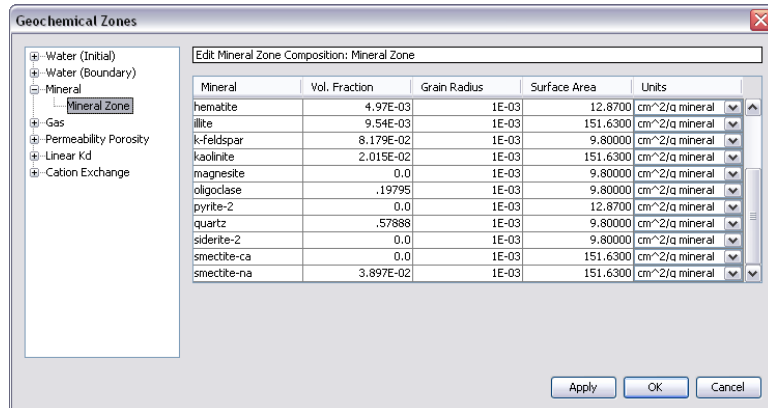 Geochemical Zones
Water (Initial)
Water (Boundary)
Mineral
Mineral Zone
Gas
Permeability Porosity
Linear Kd
Cation Exchange
Edit Mineral Zone Composition: Mineral Zone
Mineral Vol. Fraction Grain Radius Surface Area Units
hematite 4.97E-03 1E-03 12.8700 cm^2/g mineral
illite 9.54E-03 1E-03 151.6300 cm^2/g mineral
k-feldspar 8.179E-02 1E-03 9.80000 cm^2/g mineral
kaolinite 2.015E-02 1E-03 151.6300 cm^2/g mineral
magnesite 0.0 1E-03 9.80000 cm^2/g mineral
oligoclase .19795 1E-03 9.80000 cm^2/g mineral
pyrite-2 0.0 1E-03 12.8700 cm^2/g mineral
quartz .57888 1E-03 9.80000 cm^2/g mineral
siderite-2 0.0 1E-03 9.80000 cm^2/g mineral
smectite-ca 0.0 1E-03 151.6300 cm^2/g mineral
smectite-na 3.897E-02 1E-03 151.6300 cm^2/g mineral
Apply OK Cancel